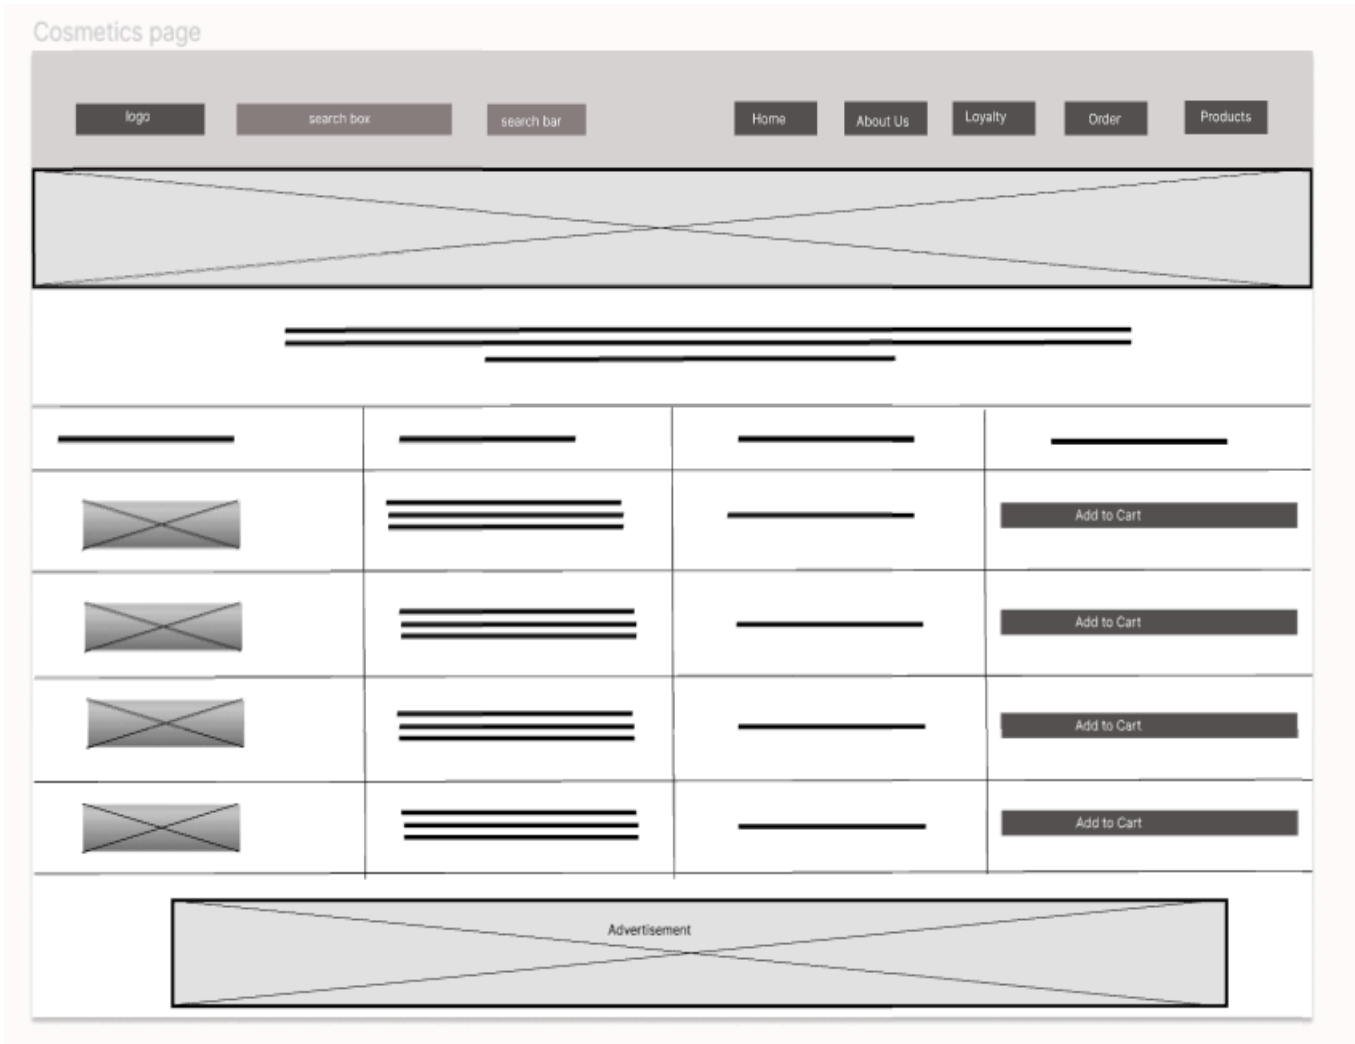 Cosmetics page
logo
search box
search bar
Home
About Us
Loyalty
Order
Products
Add to Cart
Add to Cart
Add to Cart
Add to Cart
Advertisement